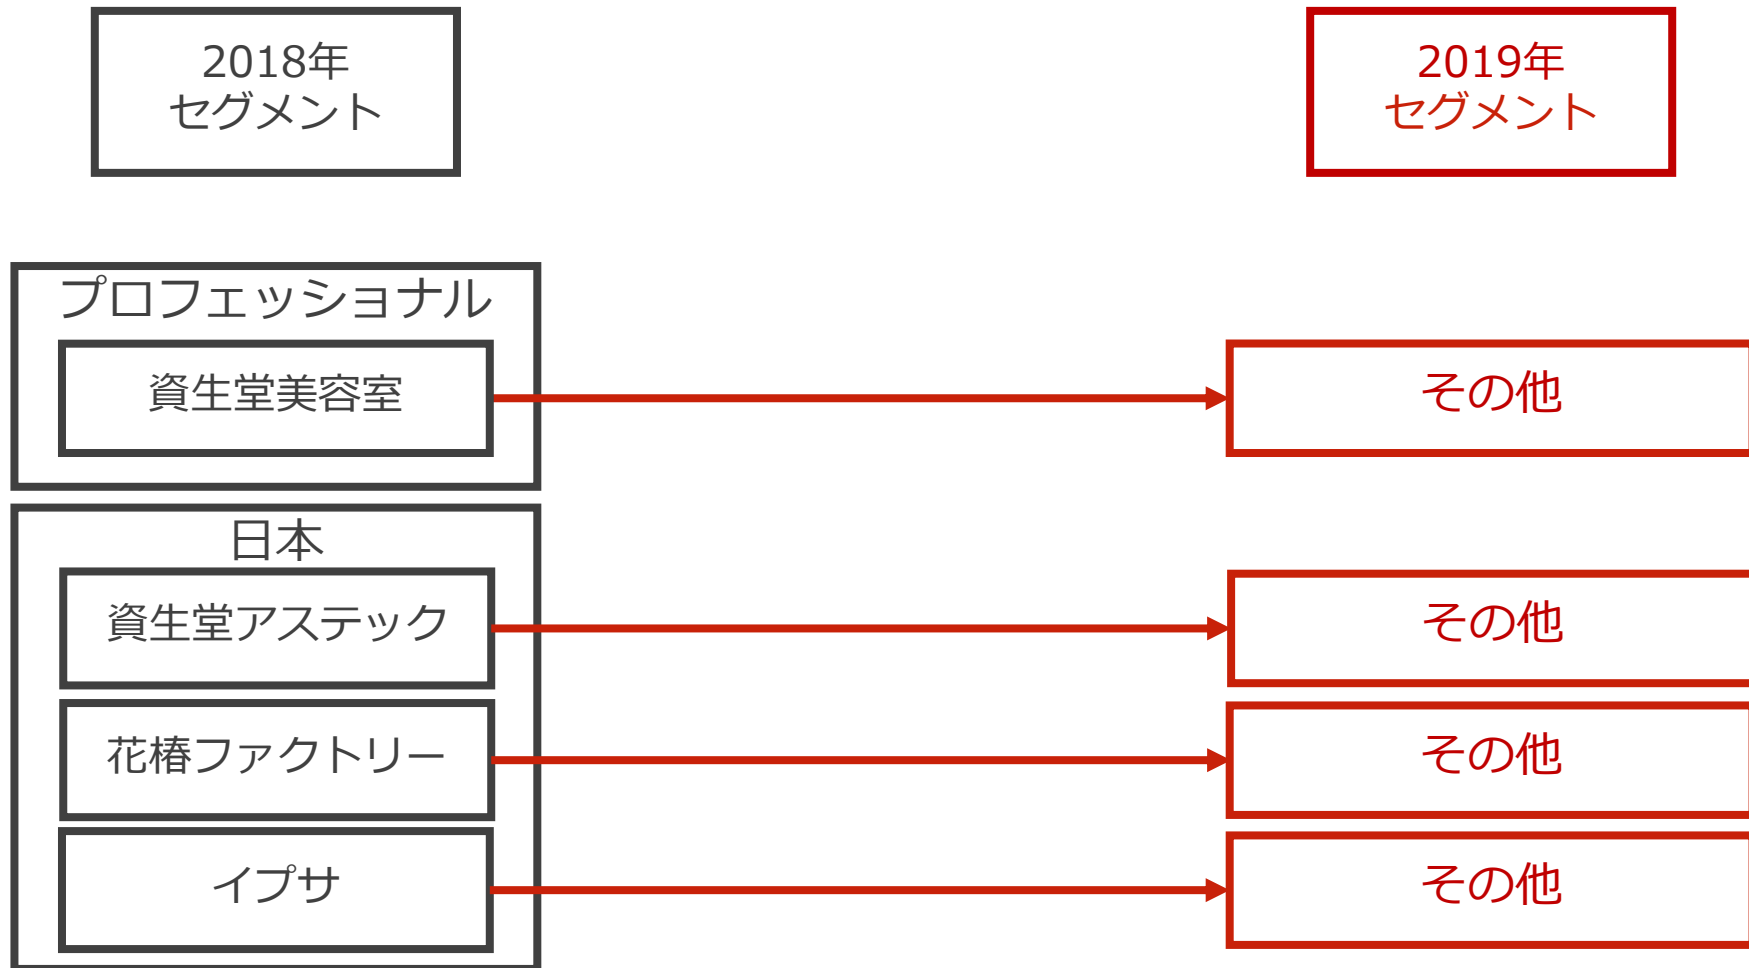 2018年
セグメント
2019年
セグメント
プロフェッショナル
資生堂美容室
その他
日本
資生堂アステック
その他
花椿ファクトリー
その他
イプサ
その他